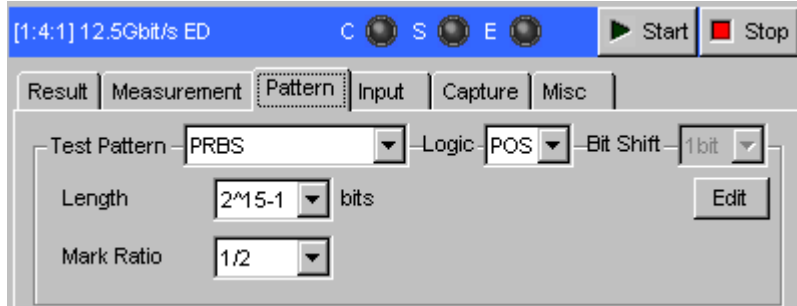 [1:4:1] 12.5Gbit/s ED C S E Start Stop
Result Measurement Pattern Input Capture Misc
Test Pattern PRBS Logic POS Bit Shift 1bit
Length 2^15-1 bits Edit
Mark Ratio 1/2